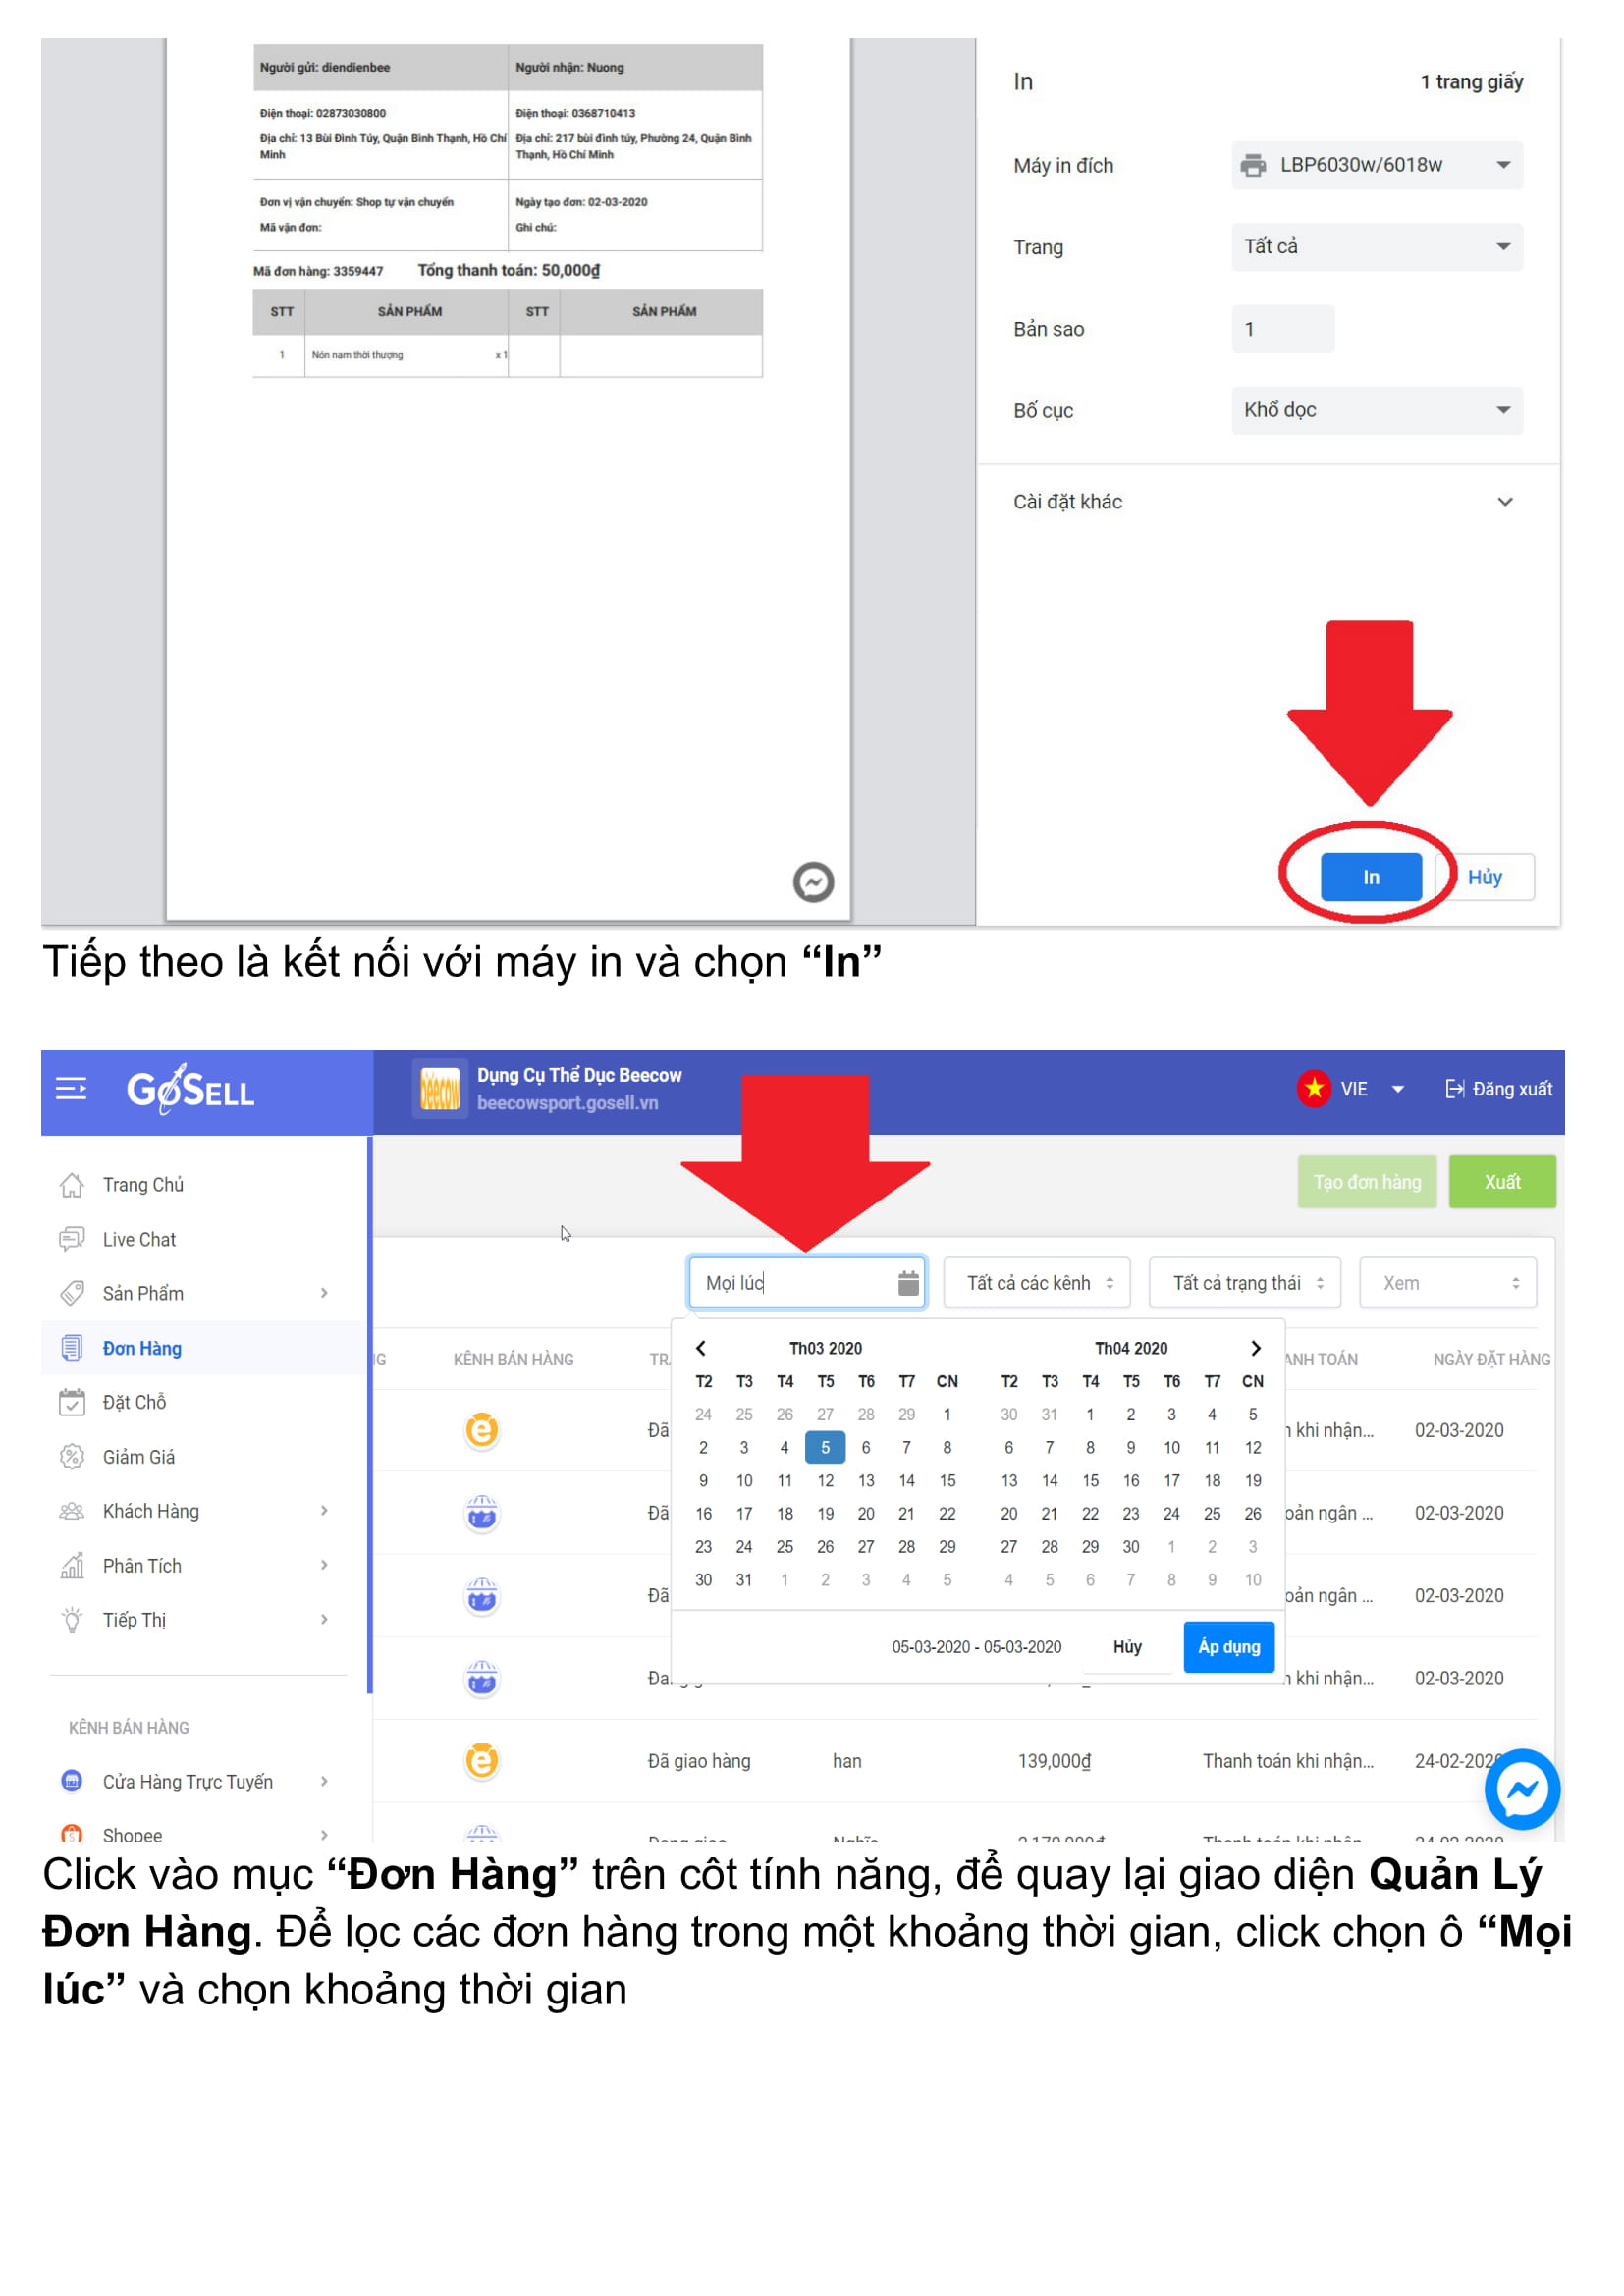 Người gửi: diendienbee
Người nhận: Nuong
Điện thoại: 02873030800
Địa chỉ: 13 Bùi Đình Túy, Quận Bình Thạnh, Hồ Chí
Minh
Điện thoại: 0368710413
Địa chỉ: 217 bùi đình túy, Phường 24, Quận Bình
Thạnh, Hồ Chí Minh
Đơn vị vận chuyển: Shop tự vận chuyển
Mã vận đơn:
Ngày tạo đơn: 02-03-2020
Ghi chú:
Mã đơn hàng: 3359447 Tổng thanh toán: 50,000₫
STT SẢN PHẨM STT SẢN PHẨM
1 Nón nam thời thượng x 1
In 1 trang giấy
Máy in đích LBP6030w/6018w
Trang Tất cả
Bản sao 1
Bố cục Khổ dọc
Cài đặt khác
In Hủy
Tiếp theo là kết nối với máy in và chọn “In”
GoSELL
beecow
Dụng Cụ Thể Dục Beecow
beecowsport.gosell.vn
VIE Đăng xuất
Trang Chủ
Live Chat
Sản Phẩm
Đơn Hàng
Đặt Chỗ
Giảm Giá
Khách Hàng
Phân Tích
Tiếp Thị
KÊNH BÁN HÀNG
Cửa Hàng Trực Tuyến
Shopee
Tạo đơn hàng Xuất
Mọi lúc Tất cả các kênh Tất cả trạng thái Xem
KÊNH BÁN HÀNG NGÀY ĐẶT HÀNG
Th03 2020 Th04 2020
T2 T3 T4 T5 T6 T7 CN T2 T3 T4 T5 T6 T7 CN
24 25 26 27 28 29 1 30 31 1 2 3 4 5
2 3 4 5 6 7 8 6 7 8 9 10 11 12
9 10 11 12 13 14 15 13 14 15 16 17 18 19
16 17 18 19 20 21 22 20 21 22 23 24 25 26
23 24 25 26 27 28 29 27 28 29 30 1 2 3
30 31 1 2 3 4 5 4 5 6 7 8 9 10
05-03-2020 - 05-03-2020 Hủy Áp dụng
Đã khi nhận... 02-03-2020
Đã ngân ... 02-03-2020
Đã ngân ... 02-03-2020
khi nhận... 02-03-2020
Đã giao hàng han 139,000₫ Thanh toán khi nhận... 24-02-2020
Click vào mục “Đơn Hàng” trên côt tính năng, để quay lại giao diện Quản Lý
Đơn Hàng. Để lọc các đơn hàng trong một khoảng thời gian, click chọn ô “Mọi
lúc” và chọn khoảng thời gian